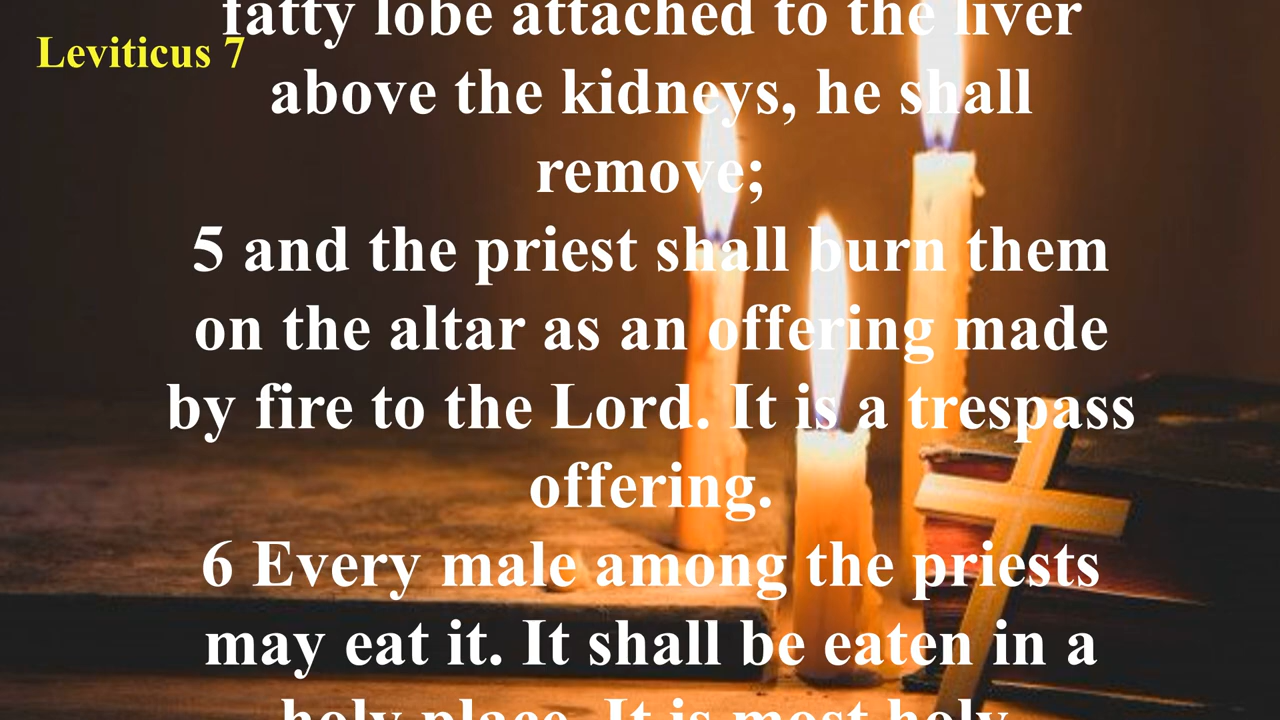 Leviticus 7
fatty lobe attached to the liver
above the kidneys, he shall
remove;
5 and the priest shall burn them
on the altar as an offering made
by fire to the Lord. It is a trespass
offering.
6 Every male among the priests
may eat it. It shall be eaten in a
holy place. It is most holy.